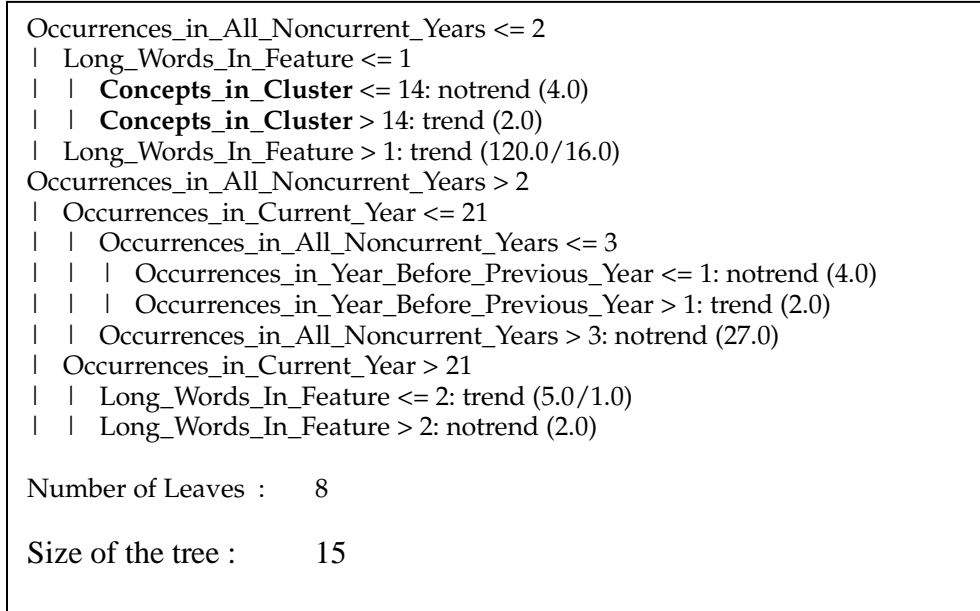 Occurrences_in_All_Noncurrent_Years <= 2
|   Long_Words_In_Feature <= 1
|   |   Concepts_in_Cluster <= 14: notrend (4.0)
|   |   Concepts_in_Cluster > 14: trend (2.0)
|   Long_Words_In_Feature > 1: trend (120.0/16.0)
Occurrences_in_All_Noncurrent_Years > 2
|   Occurrences_in_Current_Year <= 21
|   |   Occurrences_in_All_Noncurrent_Years <= 3
|   |   |   Occurrences_in_Year_Before_Previous_Year <= 1: notrend (4.0)
|   |   |   Occurrences_in_Year_Before_Previous_Year > 1: trend (2.0)
|   |   Occurrences_in_All_Noncurrent_Years > 3: notrend (27.0)
|   Occurrences_in_Current_Year > 21
|   |   Long_Words_In_Feature <= 2: trend (5.0/1.0)
|   |   Long_Words_In_Feature > 2: notrend (2.0)
Number of Leaves :    8
Size of the tree :    15